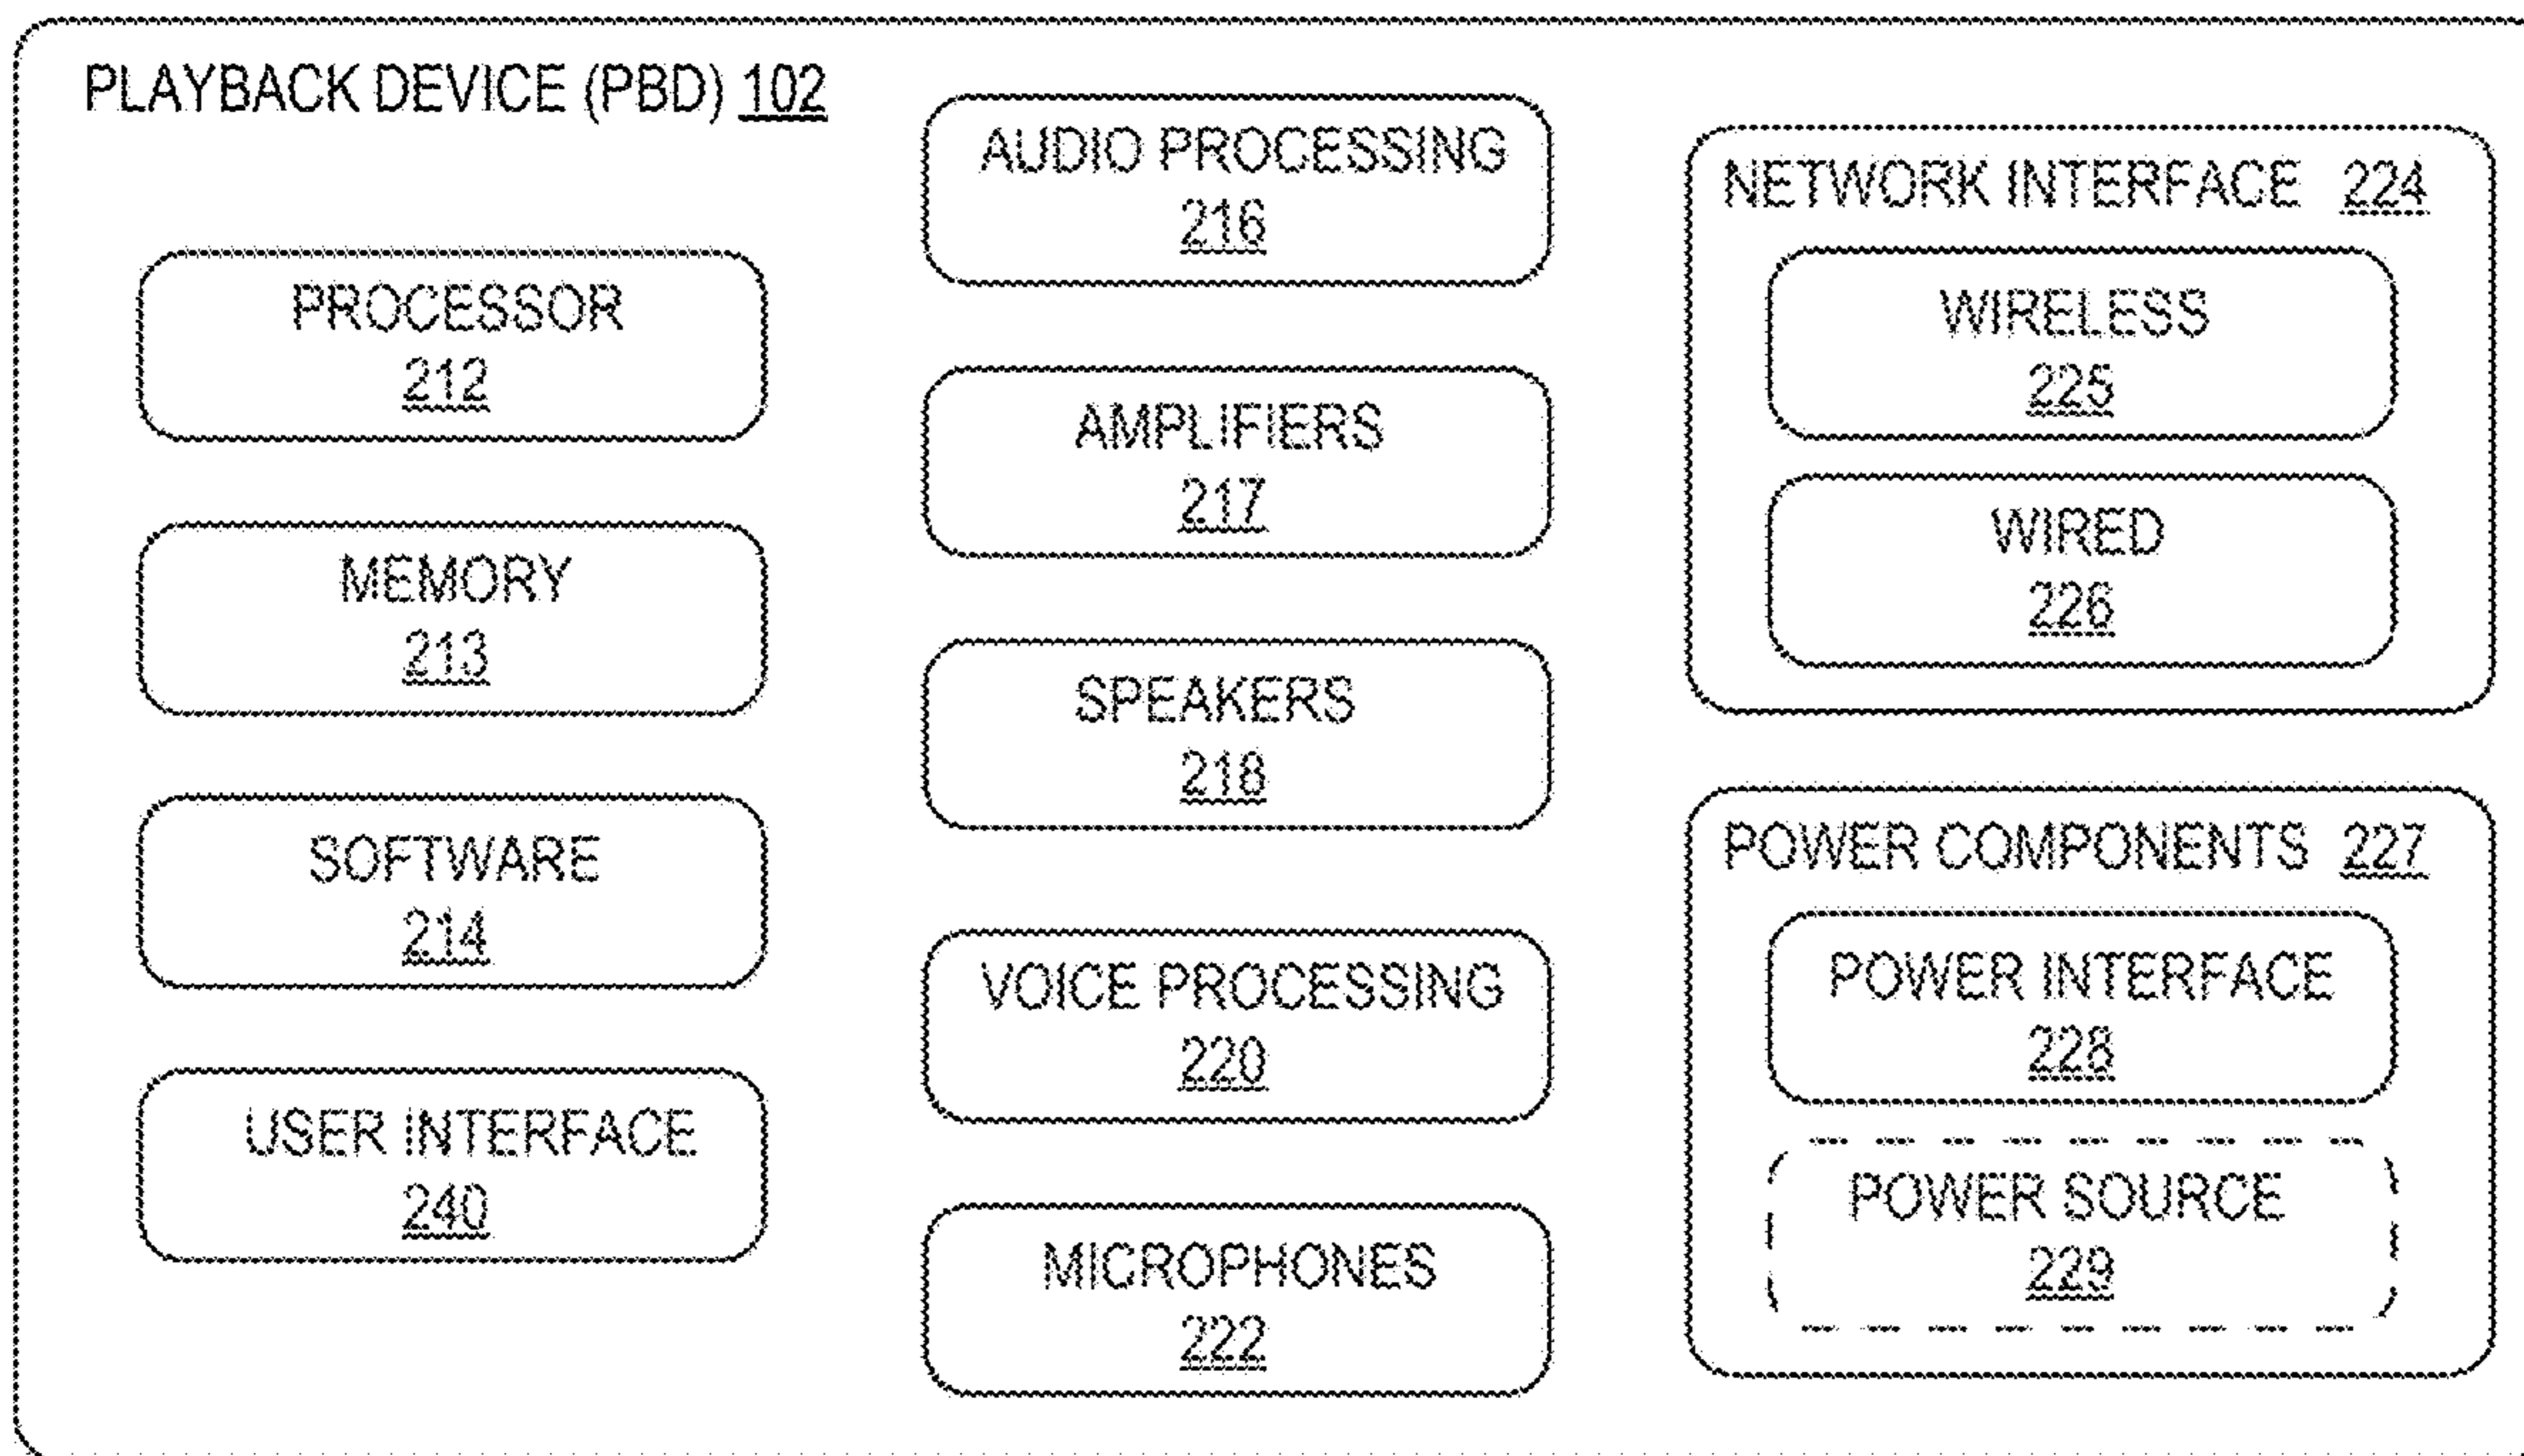 PLAYBACK DEVICE (PBD) 102
PROCESSOR
212
MEMORY
213
SOFTWARE
214
USER INTERFACE
240
AUDIO PROCESSING
216
AMPLIFIERS
217
SPEAKERS
218
VOICE PROCESSING
220
MICROPHONES
222
NETWORK INTERFACE 224
WIRELESS
225
WIRED
226
POWER COMPONENTS 227
POWER INTERFACE
228
POWER SOURCE
229